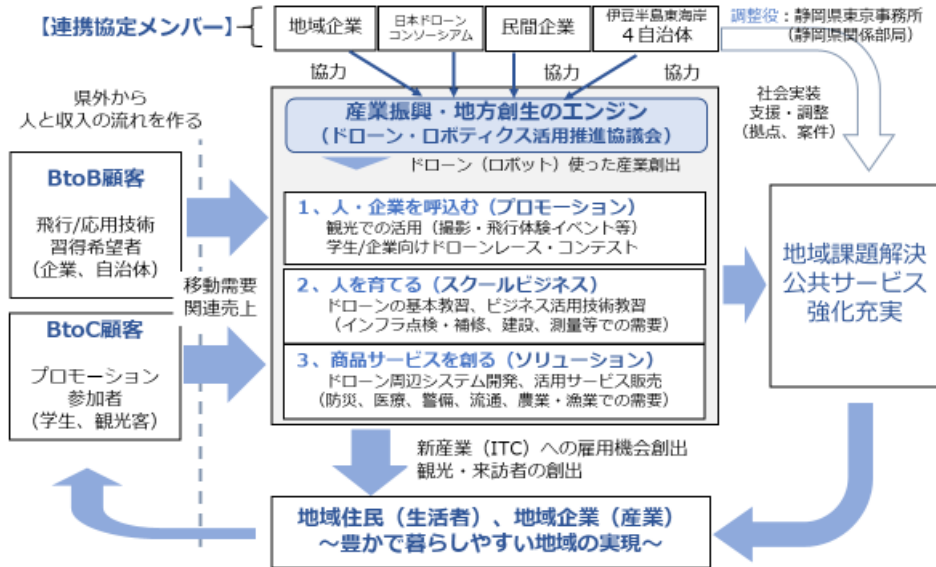 【連携協定メンバー】
地域企業
日本ドローン
コンソーシアム
民間企業
伊豆半島東海岸
4自治体
調整役：静岡県東京事務所
（静岡県関係部局）
協力
協力
協力
県外から
人と収入の流れを作る
産業振興・地方創生のエンジン
（ドローン・ロボティクス活用推進協議会）
社会実装
支援・調整
（拠点、案件）
ドローン（ロボット）使った産業創出
BtoB顧客
飛行/応用技術
習得希望者
（企業、自治体）
移動需要
関連売上
BtoC顧客
プロモーション
参加者
（学生、観光客）
1、人・企業を呼込む（プロモーション）
観光での活用（撮影・飛行体験イベント等）
学生/企業向けドローンレース・コンテスト
2、人を育てる（スクールビジネス）
ドローンの基本教習、ビジネス活用技術教習
（インフラ点検・補修、建設、測量等での需要）
3、商品サービスを創る（ソリューション）
ドローン周辺システム開発、活用サービス販売
（防災、医療、警備、流通、農業・漁業での需要）
地域課題解決
公共サービス
強化充実
新産業（ITC）への雇用機会創出
観光・来訪者の創出
地域住民（生活者）、地域企業（産業）
～豊かで暮らしやすい地域の実現～